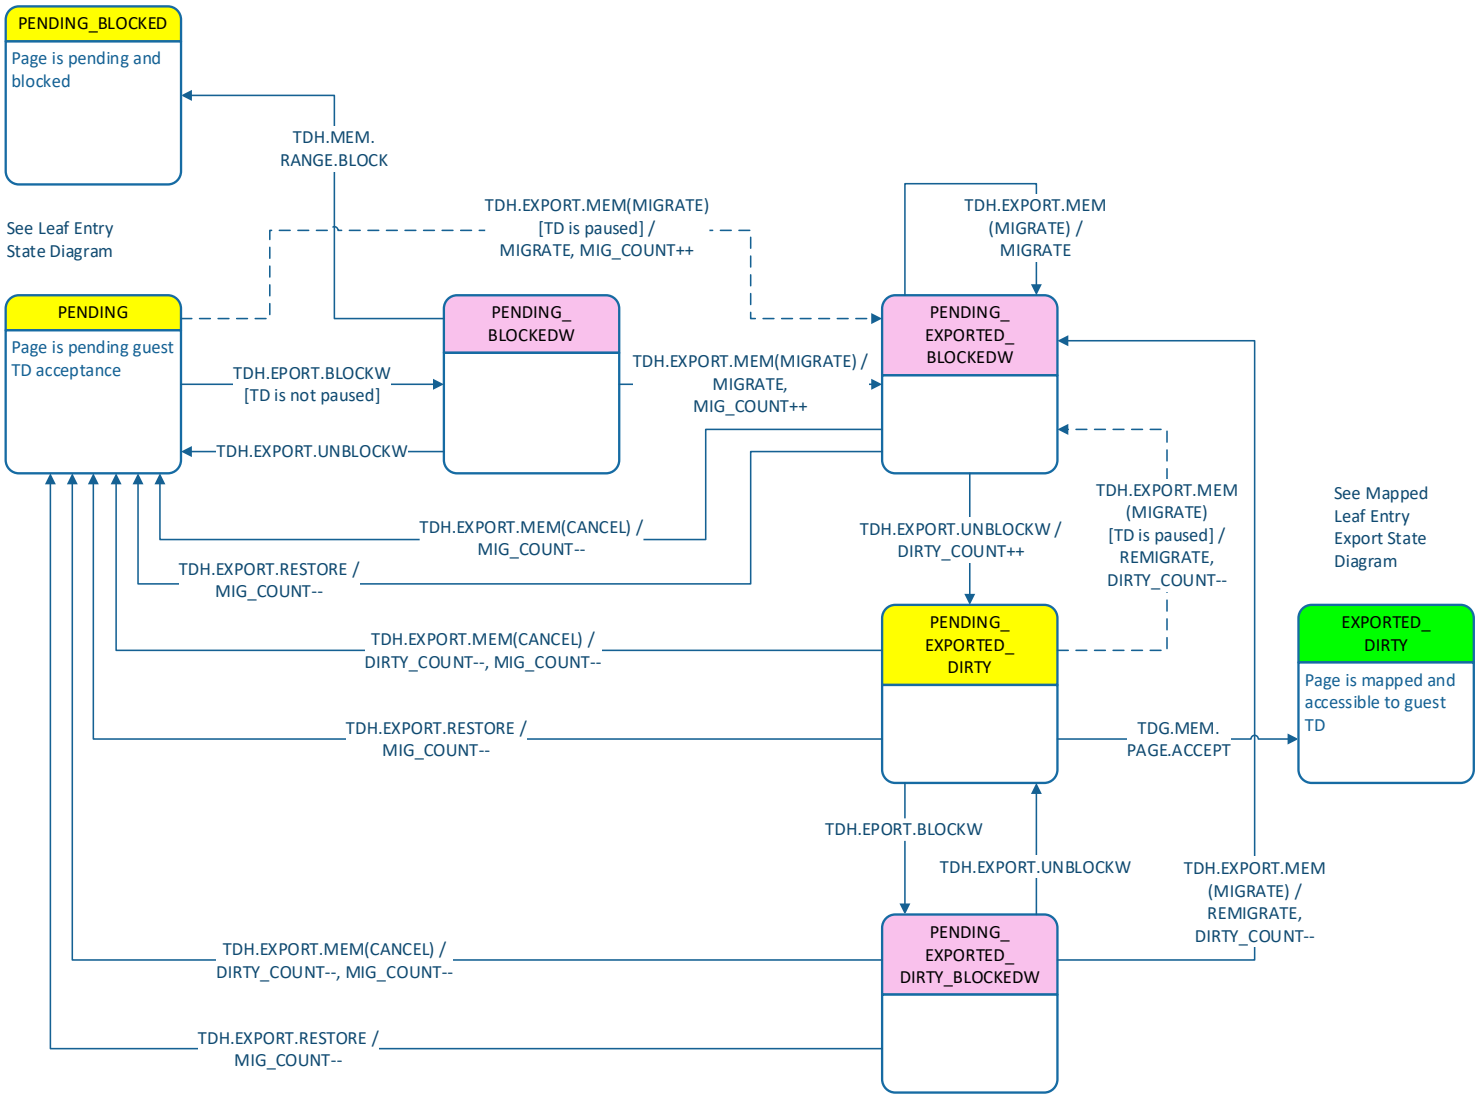 PENDING_BLOCKED
Page is pending and
blocked
TDH.MEM.
RANGE.BLOCK
See Leaf Entry
State Diagram
TDH.EXPORT.MEM(MIGRATE)
[TD is paused] /
MIGRATE, MIG_COUNT++
TDH.EXPORT.MEM
(MIGRATE) /
MIGRATE
PENDING
Page is pending guest
TD acceptance
PENDING_
BLOCKEDW
PENDING_
EXPORTED_
BLOCKEDW
TDH.EPORT.BLOCKW
[TD is not paused]
TDH.EXPORT.MEM(MIGRATE) /
MIGRATE,
MIG_COUNT++
TDH.EXPORT.UNBLOCKW
TDH.EXPORT.MEM(CANCEL) /
MIG_COUNT--
TDH.EXPORT.UNBLOCKW /
DIRTY_COUNT++
TDH.EXPORT.MEM
(MIGRATE)
[TD is paused] /
REMIGRATE,
DIRTY_COUNT--
See Mapped
Leaf Entry
Export State
Diagram
TDH.EXPORT.RESTORE /
MIG_COUNT--
PENDING_
EXPORTED_
DIRTY
EXPORTED_
DIRTY
Page is mapped and
accessible to guest
TD
TDH.EXPORT.MEM(CANCEL) /
DIRTY_COUNT--, MIG_COUNT--
TDH.EXPORT.RESTORE /
MIG_COUNT--
TDG.MEM.
PAGE.ACCEPT
TDH.EPORT.BLOCKW
TDH.EXPORT.UNBLOCKW
TDH.EXPORT.MEM
(MIGRATE) /
REMIGRATE,
DIRTY_COUNT--
PENDING_
EXPORTED_
DIRTY_BLOCKEDW
TDH.EXPORT.MEM(CANCEL) /
DIRTY_COUNT--, MIG_COUNT--
TDH.EXPORT.RESTORE /
MIG_COUNT--